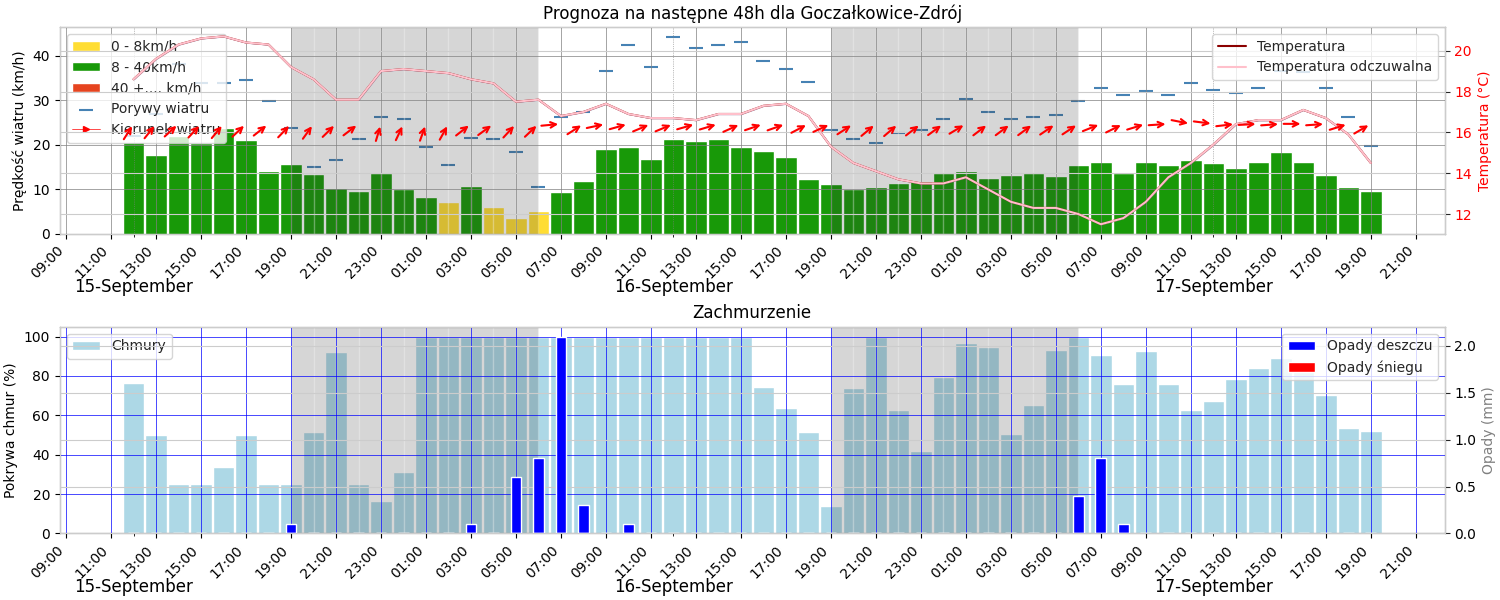 Prognoza na następne 48h dla Goczałkowice-Zdrój
Prędkość wiatru (km/h)
40
30
20
10
0
0 - 8km/h
8 - 40km/h
40 +.... km/h
Porywy wiatru
Kierunek wiatru
Temperatura
Temperatura odczuwalna
20
18
16
14
12
Temperatura (°C)
09:00 11:00 13:00 15:00 17:00 19:00 21:00 23:00 01:00 03:00 05:00 07:00 09:00 11:00 13:00 15:00 17:00 19:00 21:00 23:00 01:00 03:00 05:00 07:00 09:00 11:00 13:00 15:00 17:00 19:00 21:00
15-September 16-September 17-September
Zachmurzenie
Pokrywa chmur (%)
100
80
60
40
20
0
Chmury
Opady deszczu
Opady śniegu
2.0
1.5
1.0
0.5
0.0
Opady (mm)
09:00 11:00 13:00 15:00 17:00 19:00 21:00 23:00 01:00 03:00 05:00 07:00 09:00 11:00 13:00 15:00 17:00 19:00 21:00 23:00 01:00 03:00 05:00 07:00 09:00 11:00 13:00 15:00 17:00 19:00 21:00
15-September 16-September 17-September